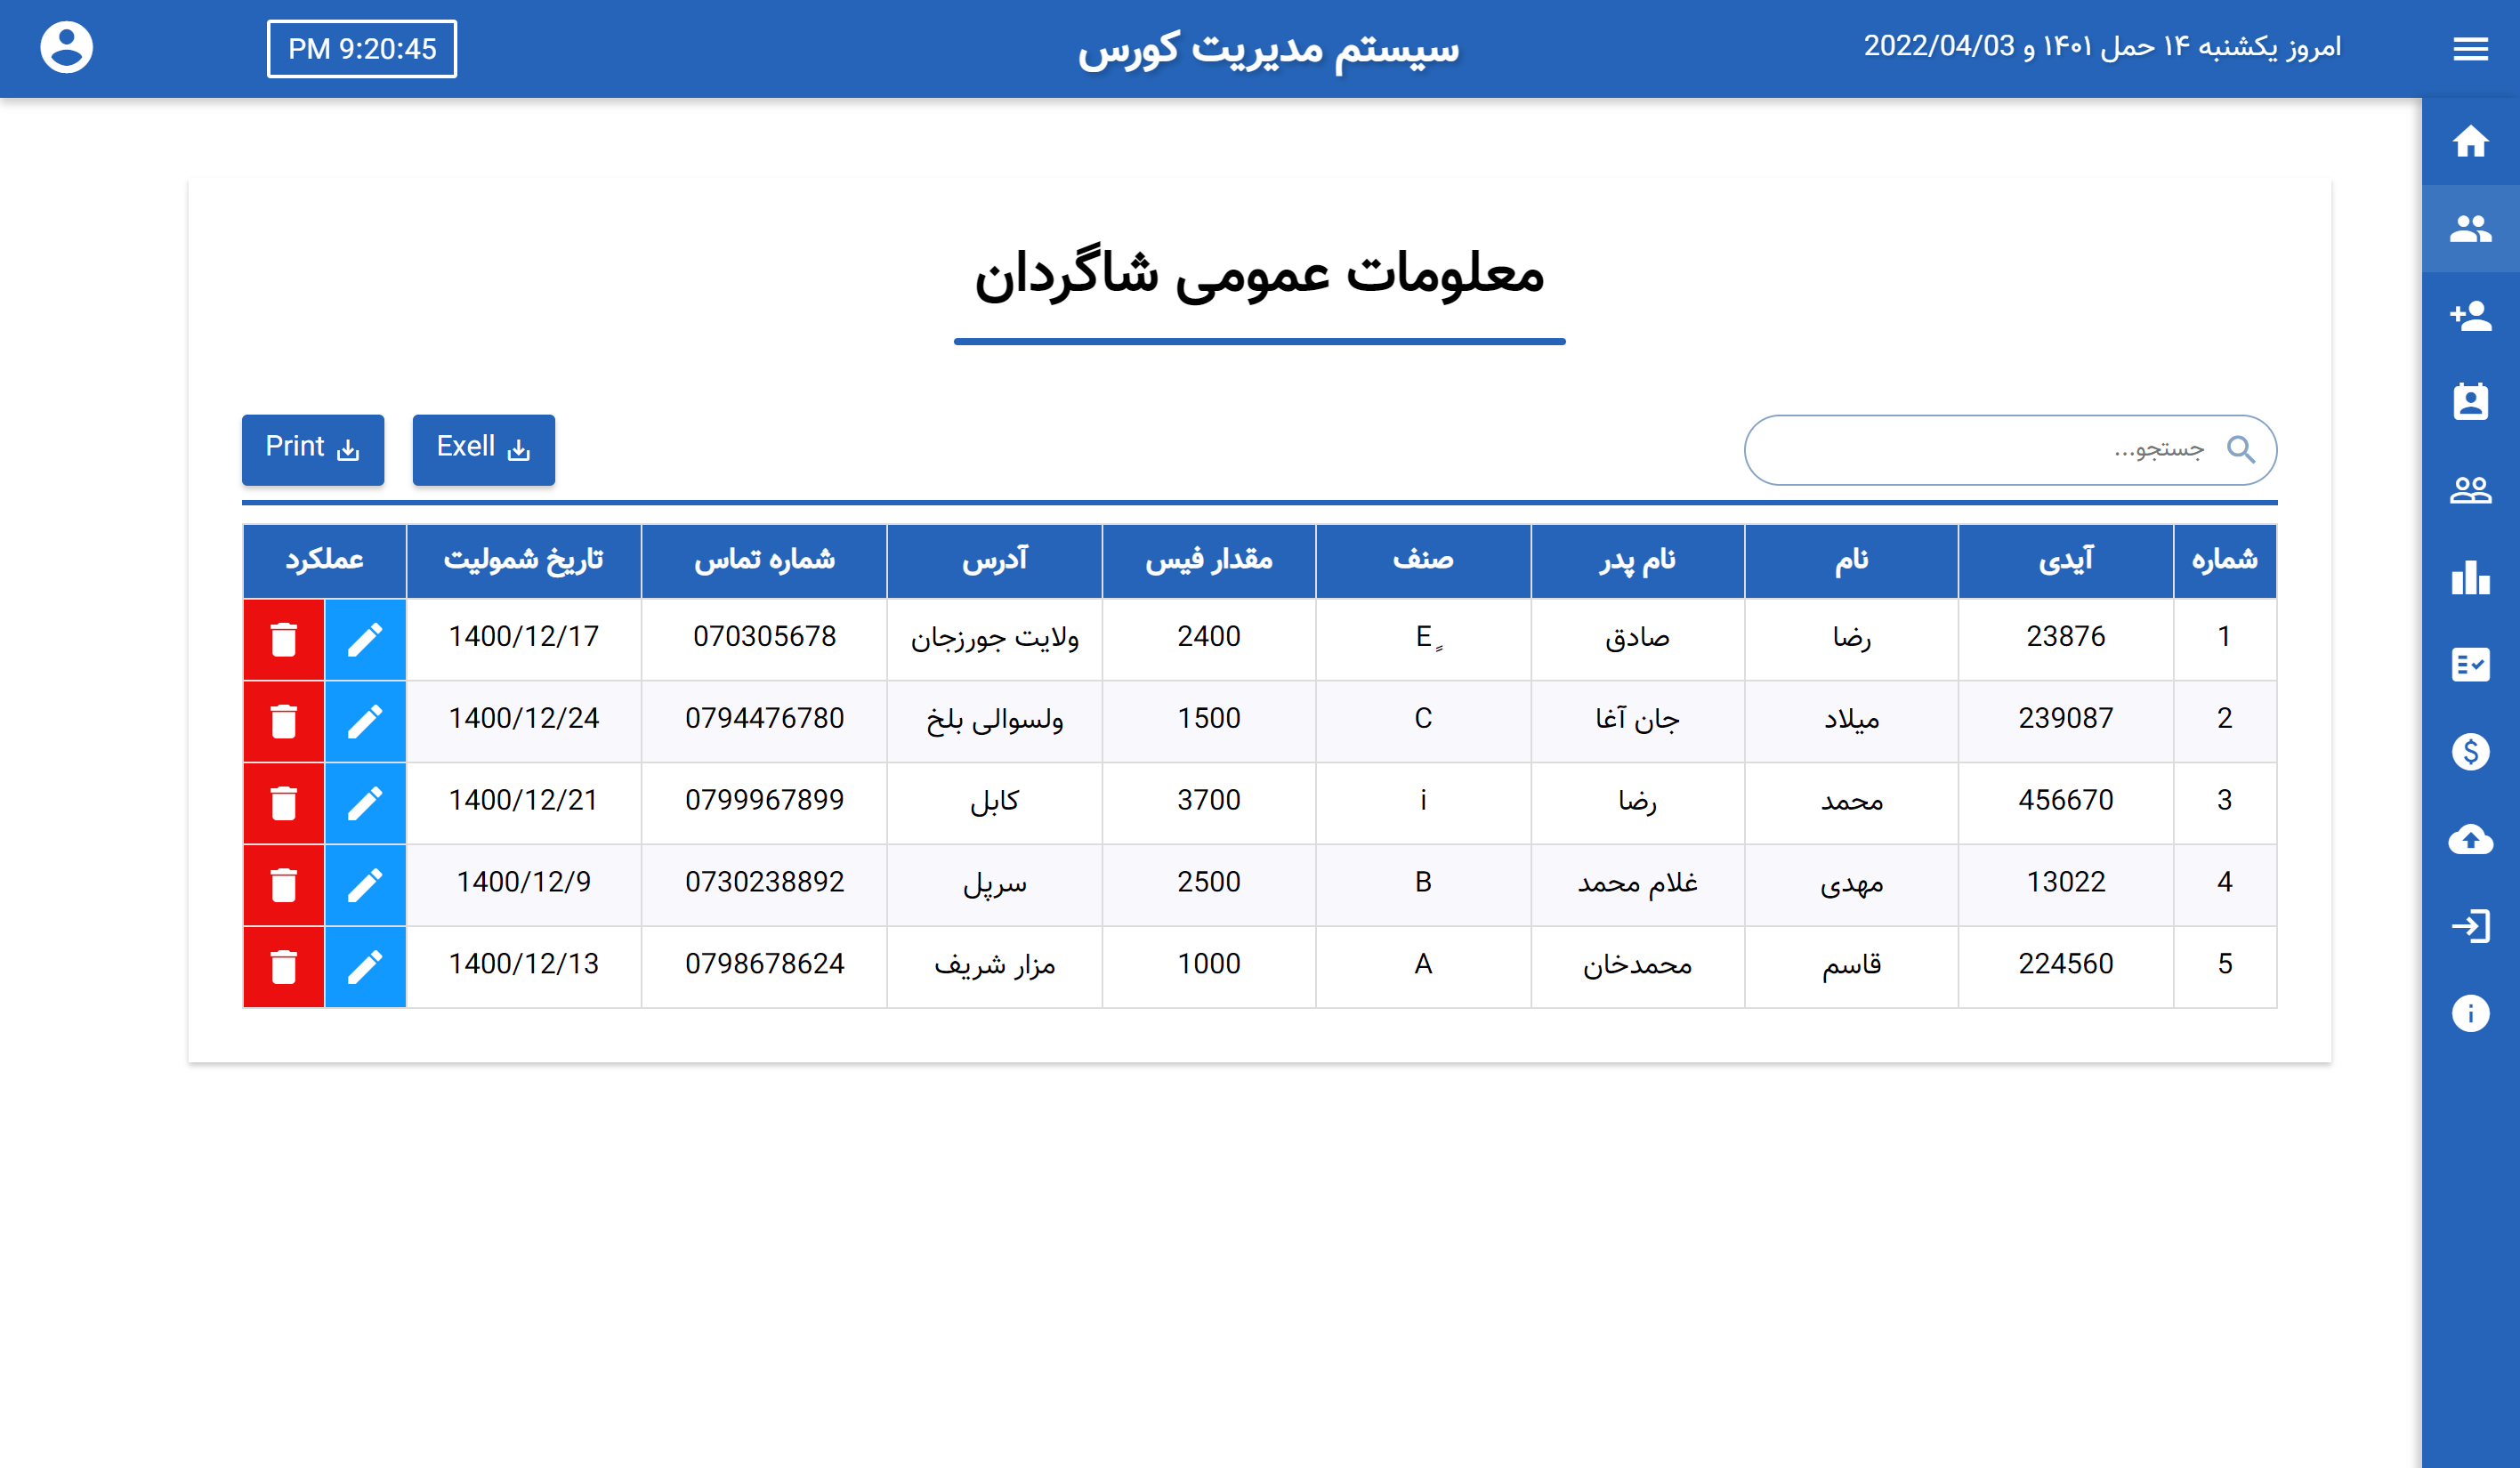 امروز یکشنبه ۱۴ حمل ۱۴۰۱ و 2022/04/03
سیستم مدیریت کورس
PM 9:20:45
معلومات عمومی شاگردان
جستجو...
Exell
Print
شماره آیدی نام نام پدر صنف مقدار فیس آدرس شماره تماس تاریخ شمولیت عملکرد
1 23876 رضا صادق Eٍ 2400 ولایت جورزجان 070305678 1400/12/17
2 239087 میلاد جان آغا C 1500 ولسوالی بلخ 0794476780 1400/12/24
3 456670 محمد رضا i 3700 کابل 0799967899 1400/12/21
4 13022 مهدی غلام محمد B 2500 سرپل 0730238892 1400/12/9
5 224560 قاسم محمدخان A 1000 مزار شریف 0798678624 1400/12/13